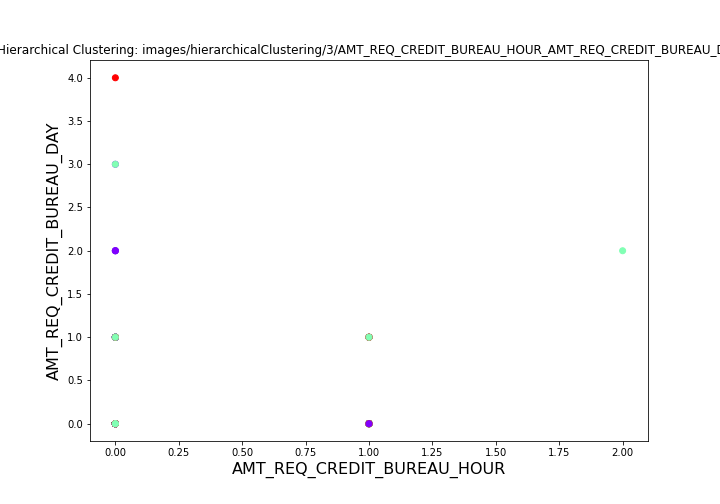 Hierarchical Clustering: images/hierarchicalClustering/3/AMT_REQ_CREDIT_BUREAU_HOUR_AMT_REQ_CREDIT_BUREAU_D
AMT_REQ_CREDIT_BUREAU_DAY
4.0
3.5
3.0
2.5
2.0
1.5
1.0
0.5
0.0
0.00 0.25 0.50 0.75 1.00 1.25 1.50 1.75 2.00
AMT_REQ_CREDIT_BUREAU_HOUR